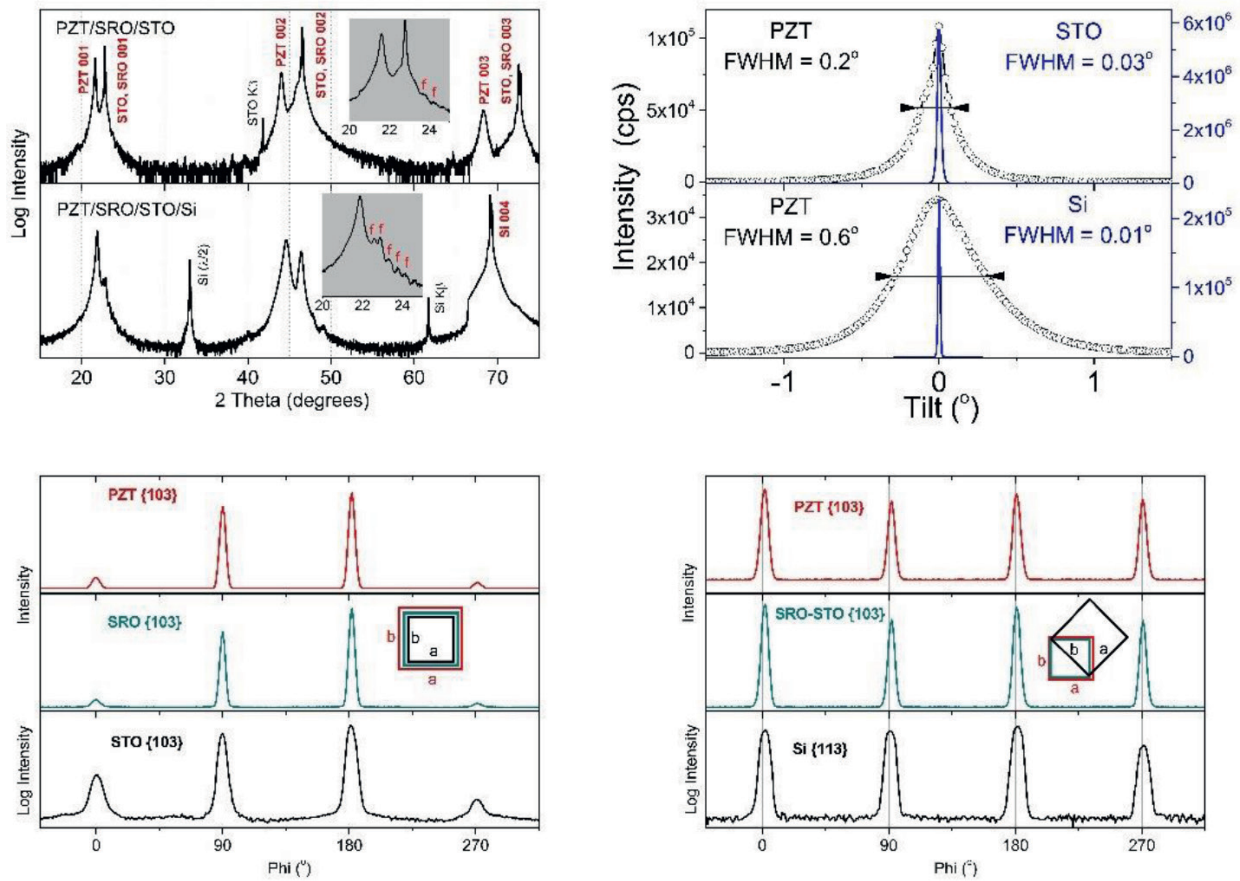 PZT/SRO/STO
PZT 001
STO, SRO 001
STO Kβ
PZT 002
STO, SRO 002
f f
20 22 24
PZT 003
STO, SRO 003
PZT/SRO/STO/Si
Si (λ/2)
f f
f
f f
20 22 24
Si Kβ
Si 004
Log Intensity
15 20 30 40 50 60 70
2 Theta (degrees)
1x10⁵
5x10⁴
0
PZT
FWHM = 0.2°
STO
FWHM = 0.03°
6x10⁶
4x10⁶
2x10⁶
0
3x10⁴
2x10⁴
1x10⁴
0
PZT
FWHM = 0.6°
Si
FWHM = 0.01°
2x10⁵
1x10⁵
0
Intensity (cps)
-1 0 1
Tilt (°)
PZT {103}
Intensity
SRO {103}
b
b
a
a
STO {103}
Log Intensity
0 90 180 270
Phi (°)
PZT {103}
Intensity
SRO-STO {103}
b
b
a
a
Si {113}
Log Intensity
0 90 180 270
Phi (°)